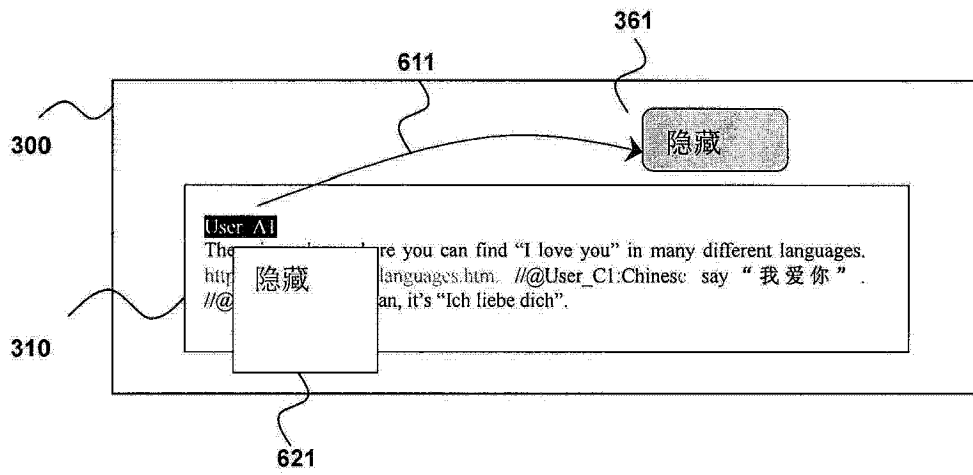 361
611
隐藏
300
User_A1
The re you can find “I love you” in many different languages.
http languages.htm. //@User_C1:Chinese say “我爱你”.
隐藏
//@ an, it’s “Ich liebe dich”.
310
621